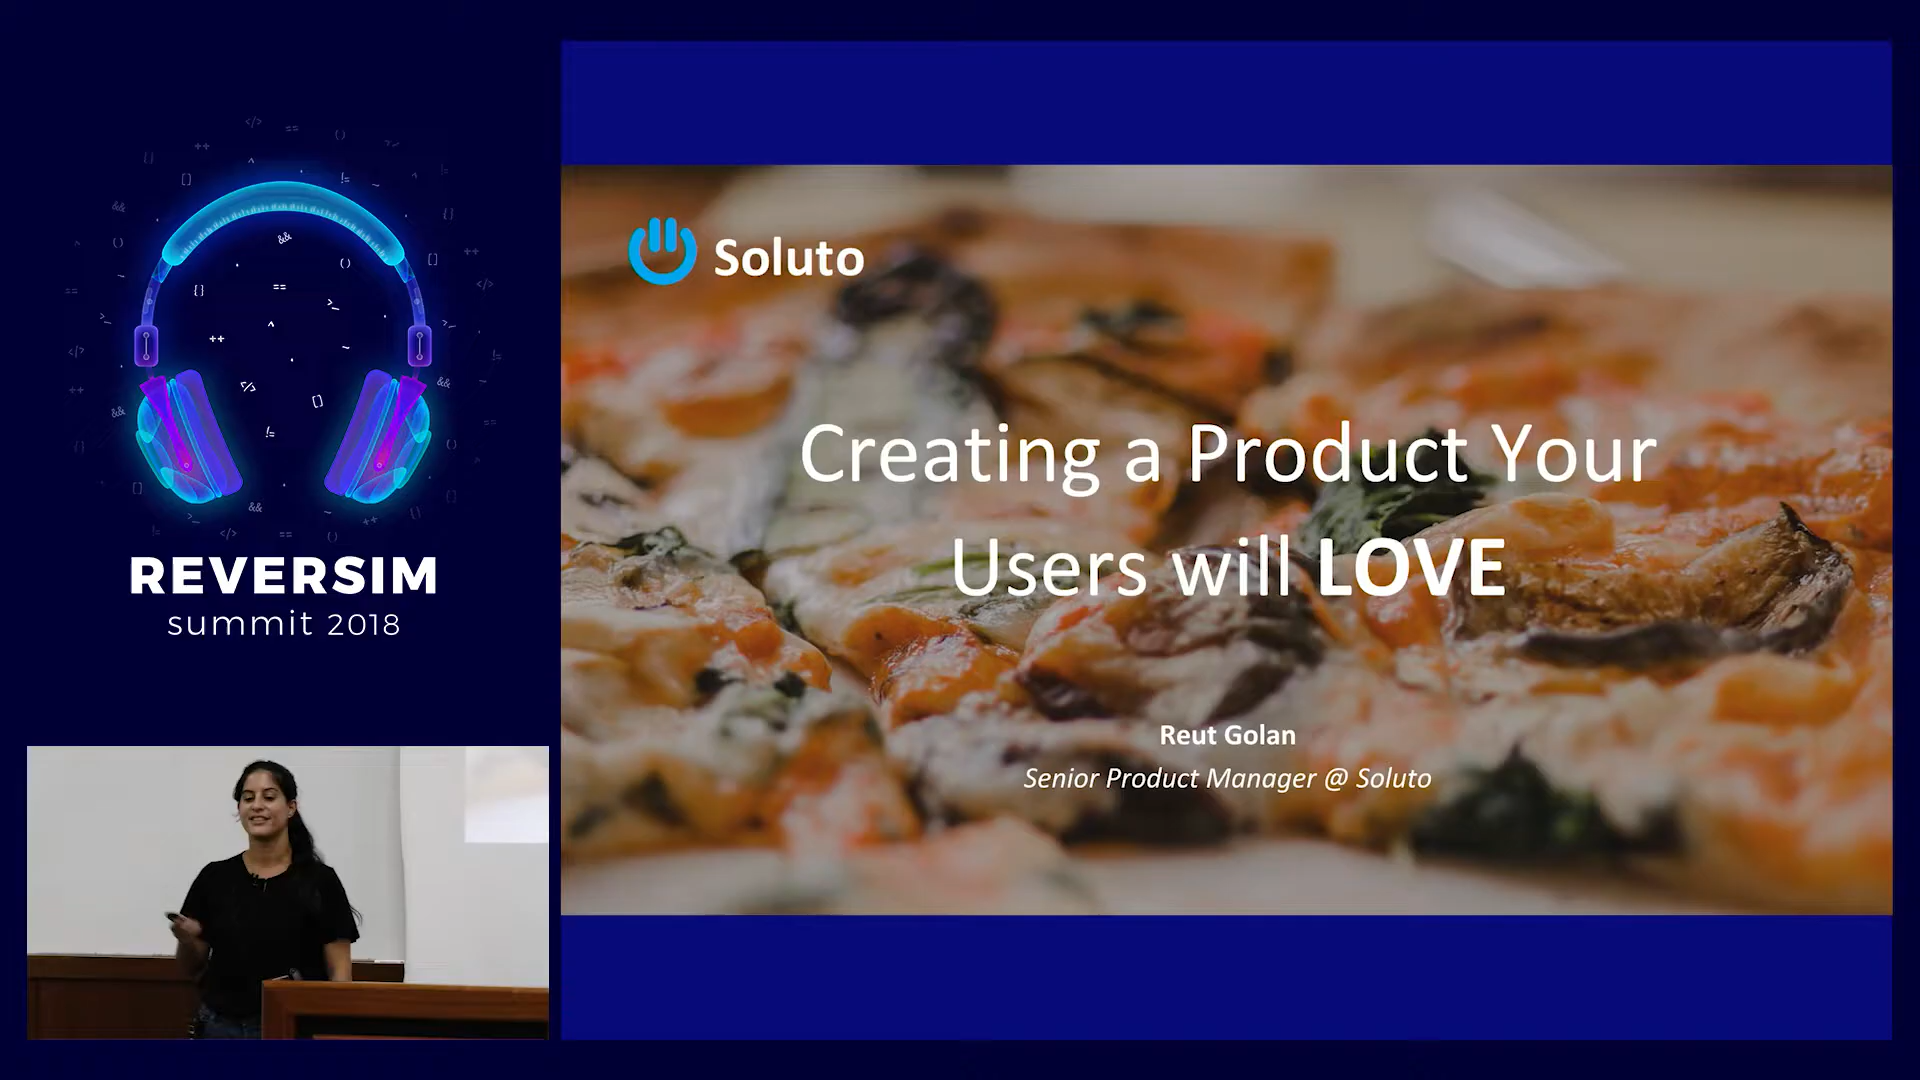 REVERSIM
summit 2018
Soluto
Creating a Product Your
Users will LOVE
Reut Golan
Senior Product Manager @ Soluto